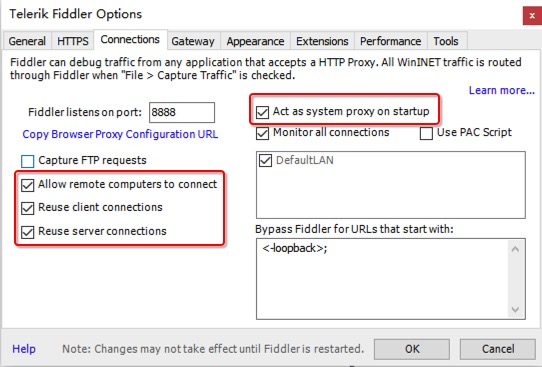 Telerik Fiddler Options
General HTTPS Connections Gateway Appearance Extensions Performance Tools
Fiddler can debug traffic from any application that accepts a HTTP Proxy. All WinINET traffic is routed
through Fiddler when "File > Capture Traffic" is checked.
Learn more...
Fiddler listens on port: 8888
Copy Browser Proxy Configuration URL
Capture FTP requests
Allow remote computers to connect
Reuse client connections
Reuse server connections
Act as system proxy on startup
Monitor all connections Use PAC Script
DefaultLAN
Bypass Fiddler for URLs that start with:
<-loopback>;
Help Note: Changes may not take effect until Fiddler is restarted. OK Cancel